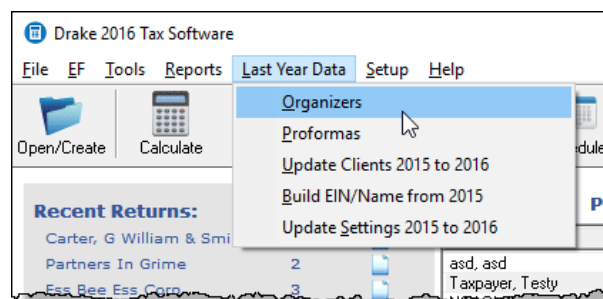 Drake 2016 Tax Software
File EF Tools Reports Last Year Data Setup Help
Organizers
Proformas
Update Clients 2015 to 2016
Build EIN/Name from 2015
Update Settings 2015 to 2016
Open/Create Calculate
Recent Returns:
Carter, G William & Smi
Partners In Grime 2
Ess Bee Ess Corp 3
asd, asd
Taxpayer, Testy